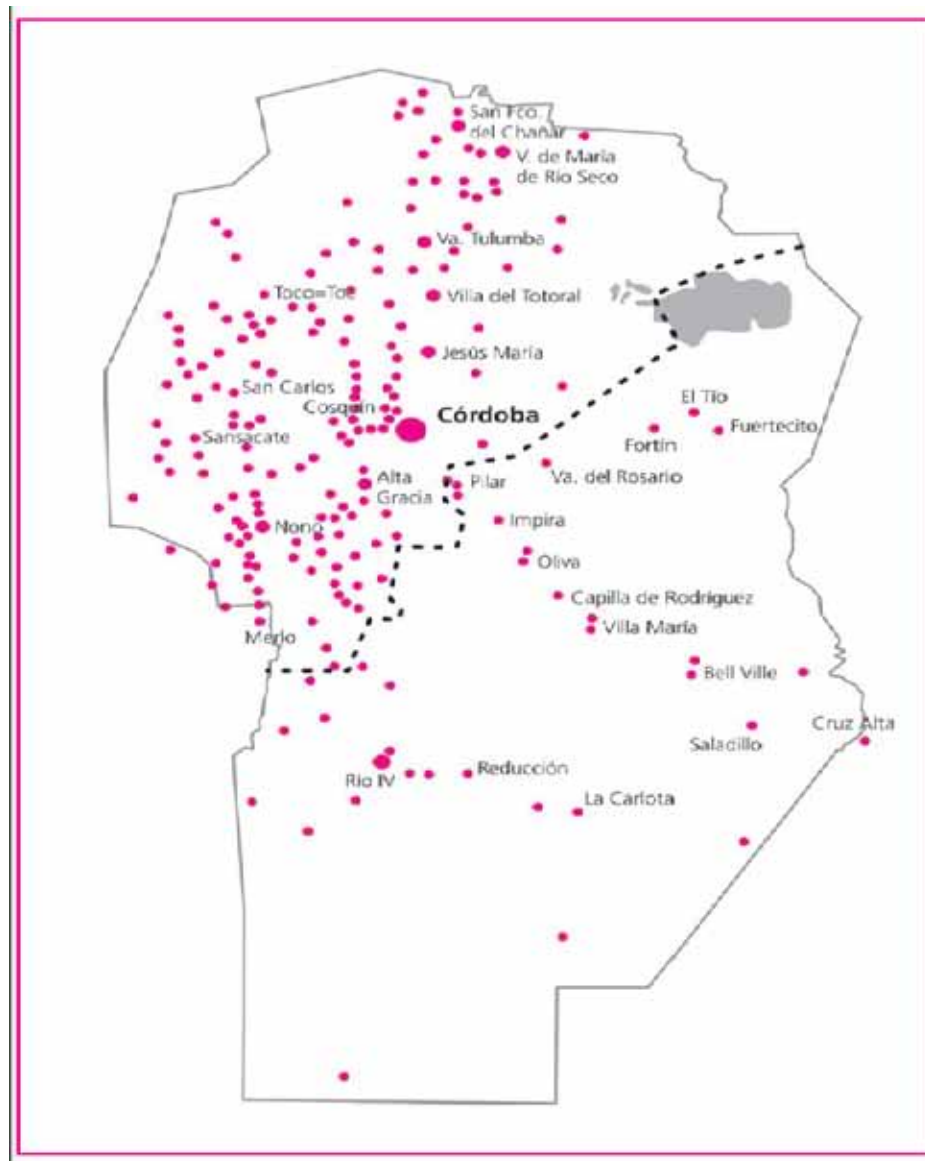 San Fco.
del Chañar
V. de María
de Río Seco
Va. Tulumba
Toco=Toc
Villa del Totoral
Jesús María
San Carlos
Cosquín
Córdoba
El Tío
Fuertecito
Fortín
Sansacate
Va. del Rosario
Alta
Gracia
Pilar
Impira
Nono
Oliva
Capilla de Rodríguez
Villa María
Merlo
Bell Ville
Cruz Alta
Saladillo
Río IV
Reducción
La Carlota